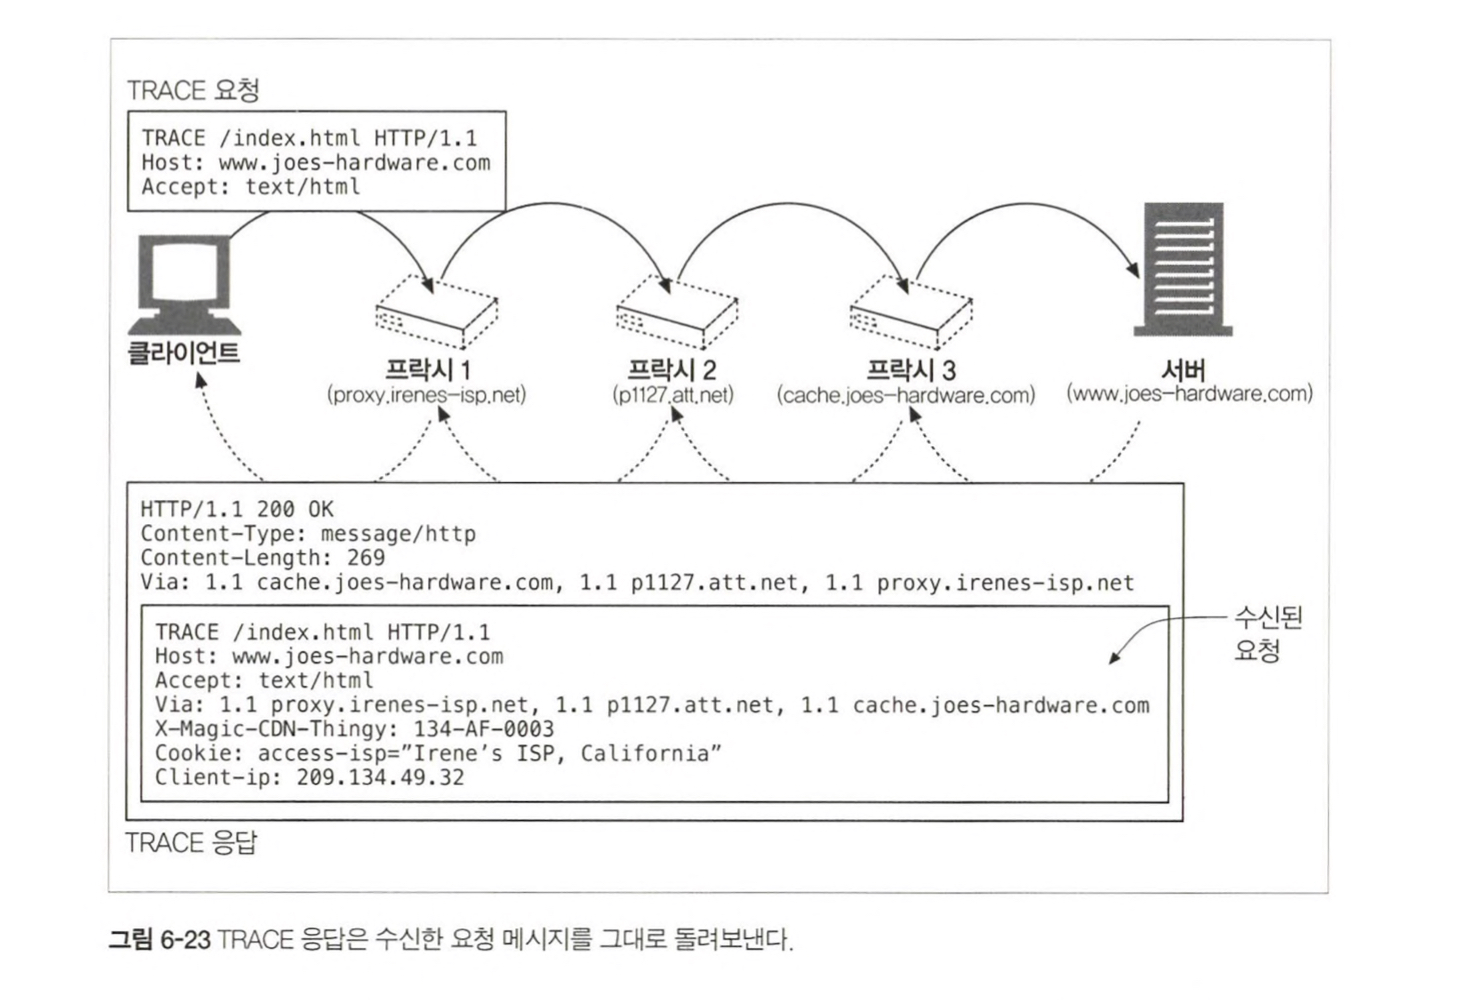 TRACE 요청
TRACE /index.html HTTP/1.1
Host: www.joes-hardware.com
Accept: text/html
클라이언트
프락시 1
(proxy.irenes-isp.net)
프락시 2
(p1127.att.net)
프락시 3
(cache.joes-hardware.com)
서버
(www.joes-hardware.com)
HTTP/1.1 200 OK
Content-Type: message/http
Content-Length: 269
Via: 1.1 cache.joes-hardware.com, 1.1 p1127.att.net, 1.1 proxy.irenes-isp.net
TRACE /index.html HTTP/1.1
Host: www.joes-hardware.com
Accept: text/html
Via: 1.1 proxy.irenes-isp.net, 1.1 p1127.att.net, 1.1 cache.joes-hardware.com
X-Magic-CDN-Thingy: 134-AF-0003
Cookie: access-isp=”Irene’s ISP, California”
Client-ip: 209.134.49.32
수신된
요청
TRACE 응답
그림 6-23 TRACE 응답은 수신한 요청 메시지를 그대로 돌려보낸다.